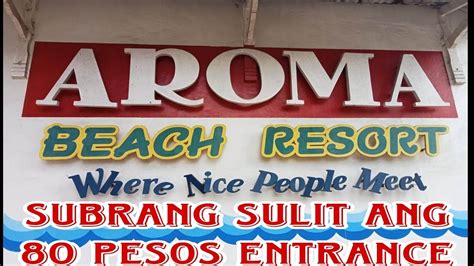 AROMA
BEACH RESORT
Where Nice People Meet
SUBRANG SULIT ANG
80 PESOS ENTRANCE